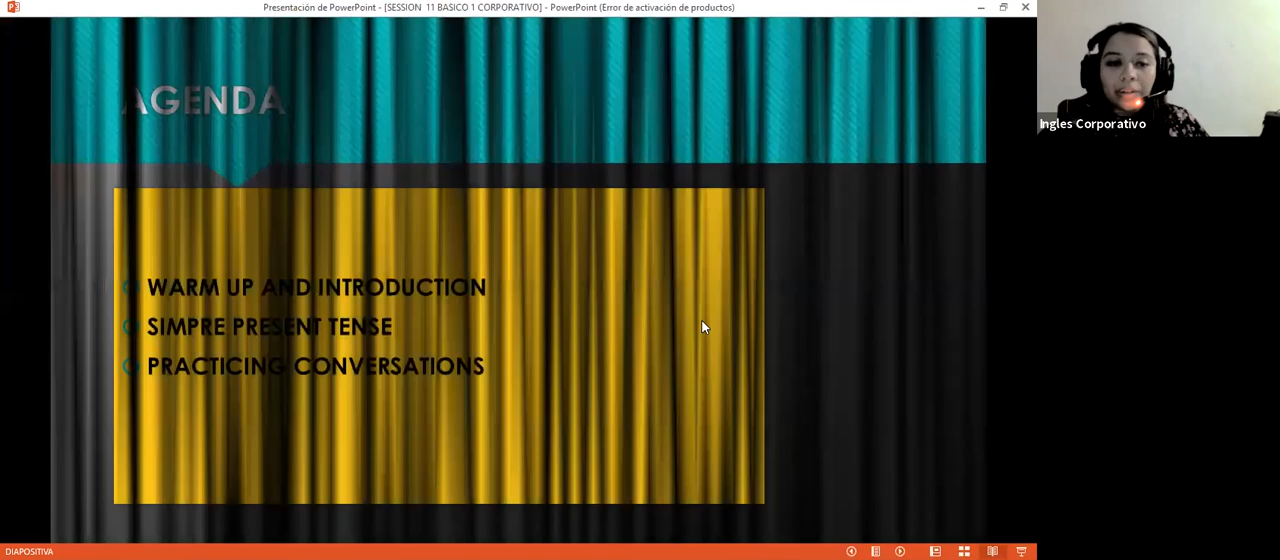 Presentación de PowerPoint - [SESSION 11 BASICO 1 CORPORATIVO] - PowerPoint (Error de activación de productos)
AGENDA
WARM UP AND INTRODUCTION
SIMPRE PRESENT TENSE
PRACTICING CONVERSATIONS
Ingles Corporativo
DIAPOSITIVA